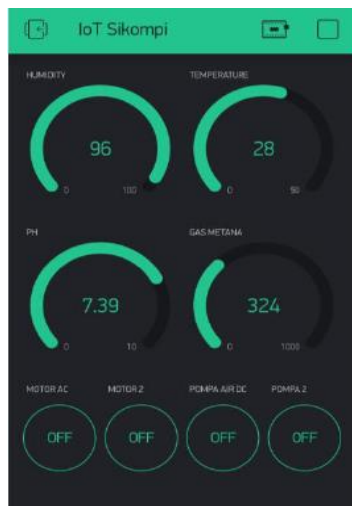 IoT Sikompi
HUMIDITY TEMPERATURE
96 28
0 100 0
PH GAS METANA
7.39 324
0 10 0 1000
MOTOR AC MOTOR 2 POMPA AIR DC POMPA 2
OFF OFF OFF OFF